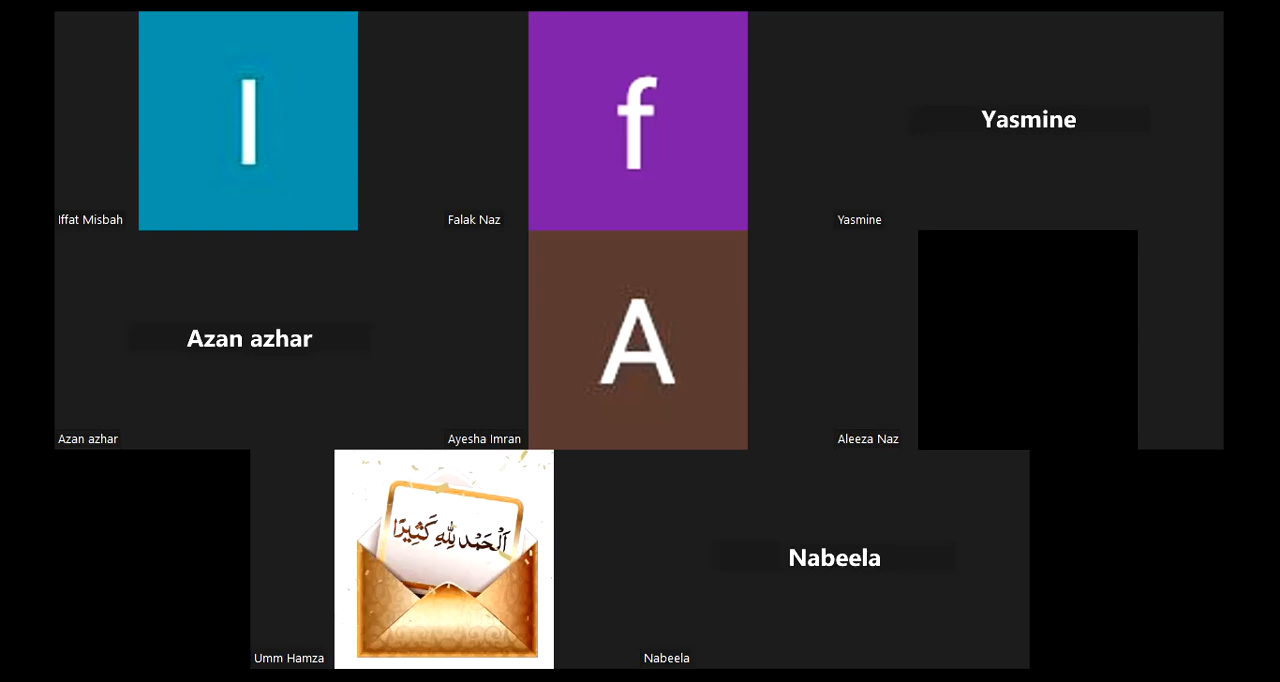 I
Iffat Misbah
f
Falak Naz
Yasmine
Yasmine
Azan azhar
Azan azhar
A
Ayesha Imran
Aleeza Naz
اَلْحَمْدُ لِلّٰهِ كَثِيرًا
Umm Hamza
Nabeela
Nabeela